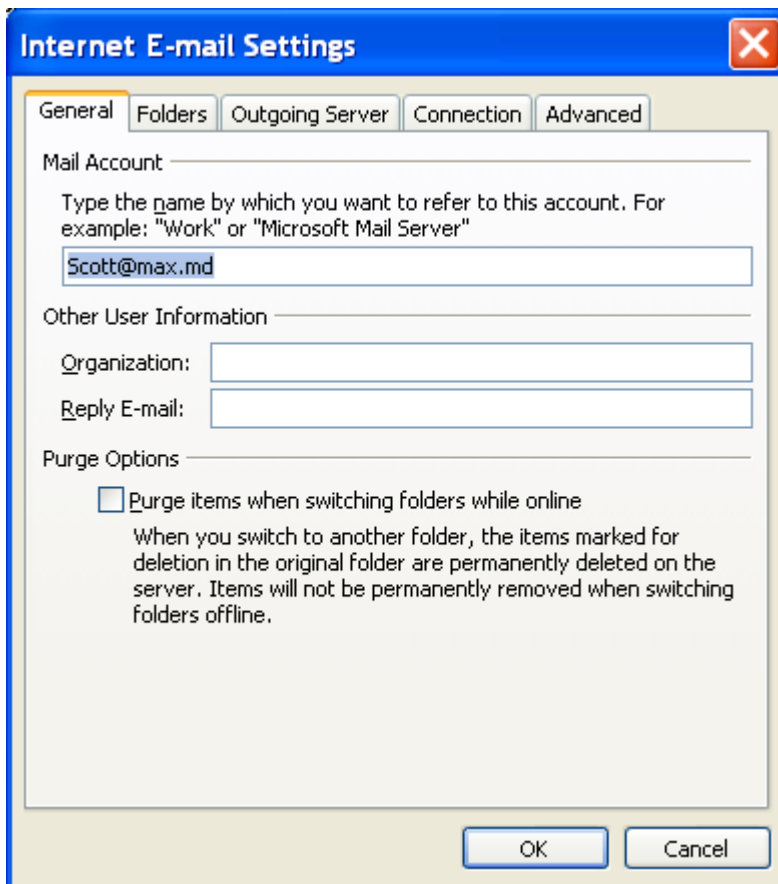 Internet E-mail Settings
General Folders Outgoing Server Connection Advanced
Mail Account
Type the name by which you want to refer to this account. For
example: "Work" or "Microsoft Mail Server"
Scott@max.md
Other User Information
Organization:
Reply E-mail:
Purge Options
Purge items when switching folders while online
When you switch to another folder, the items marked for
deletion in the original folder are permanently deleted on the
server. Items will not be permanently removed when switching
folders offline.
OK Cancel